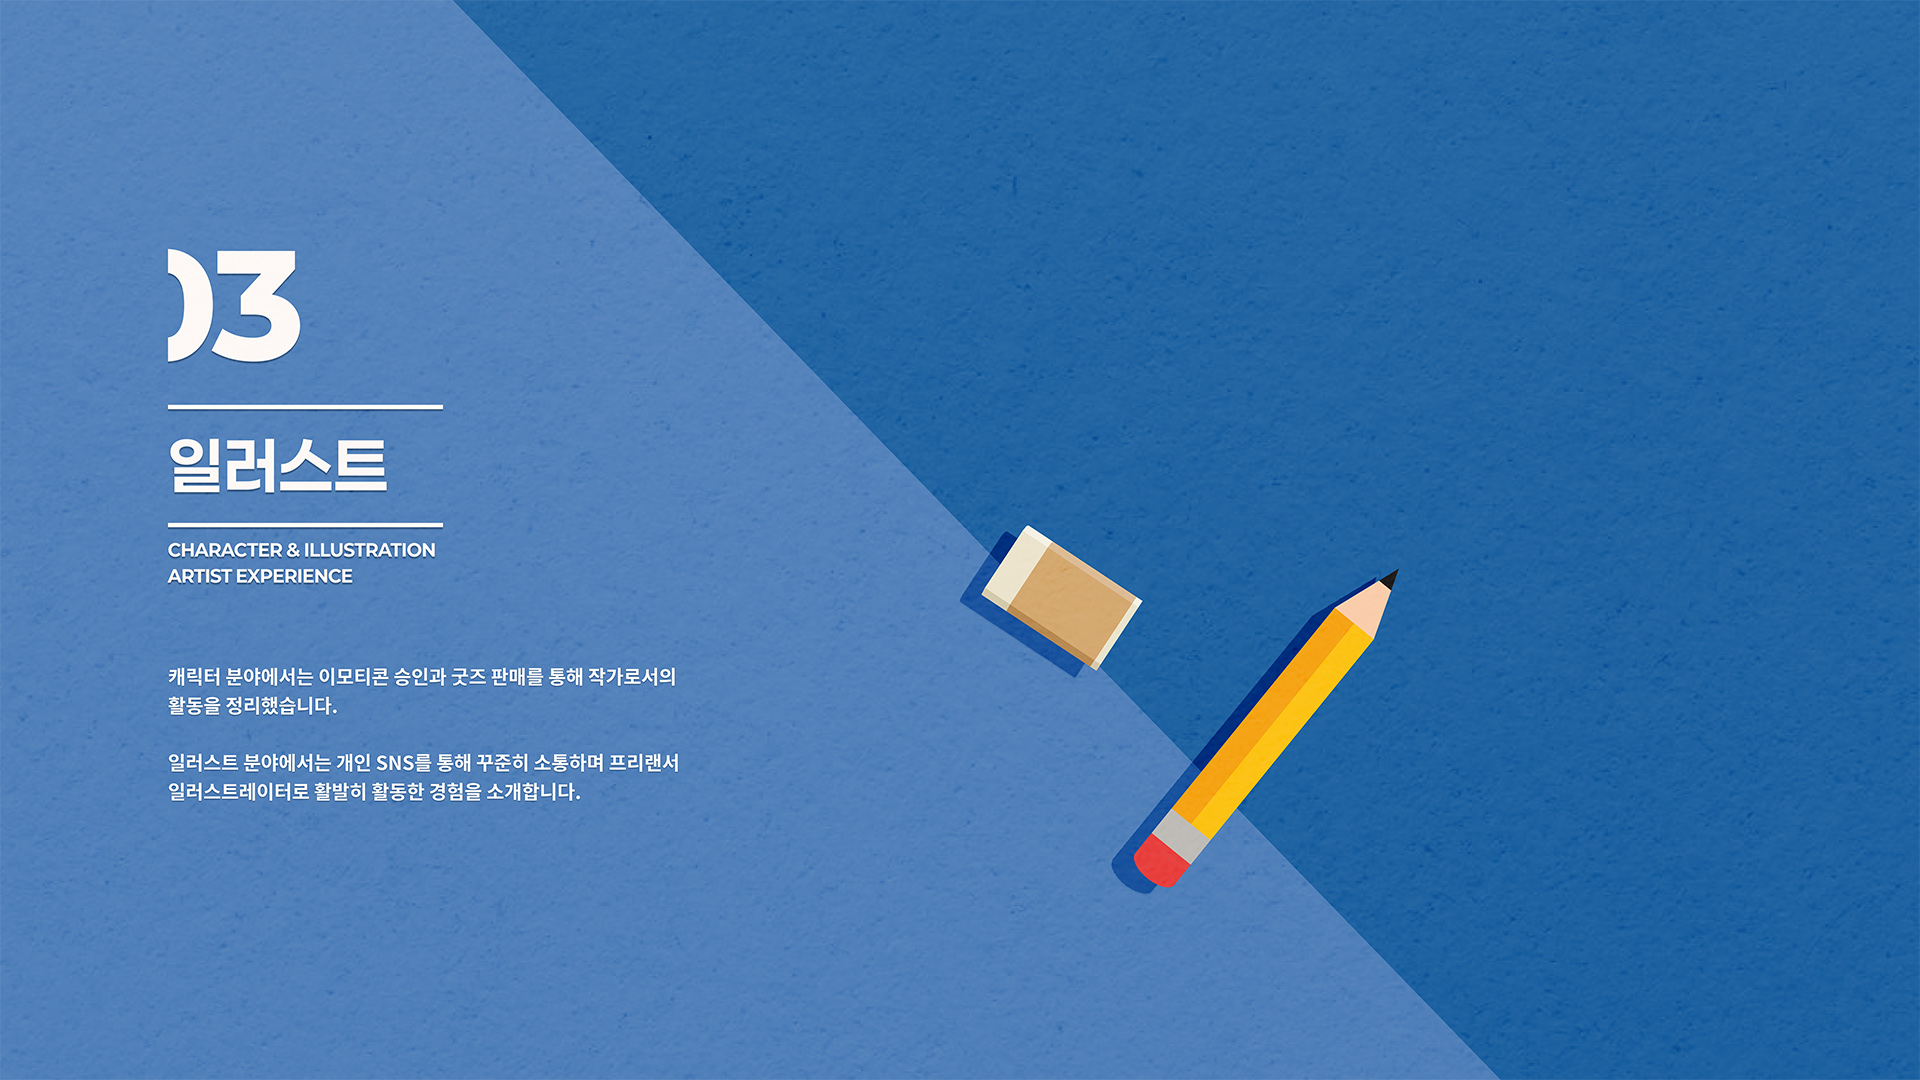 03
일러스트
CHARACTER & ILLUSTRATION
ARTIST EXPERIENCE
캐릭터 분야에서는 이모티콘 승인과 굿즈 판매를 통해 작가로서의
활동을 정리했습니다.
일러스트 분야에서는 개인 SNS를 통해 꾸준히 소통하며 프리랜서
일러스트레이터로 활발히 활동한 경험을 소개합니다.